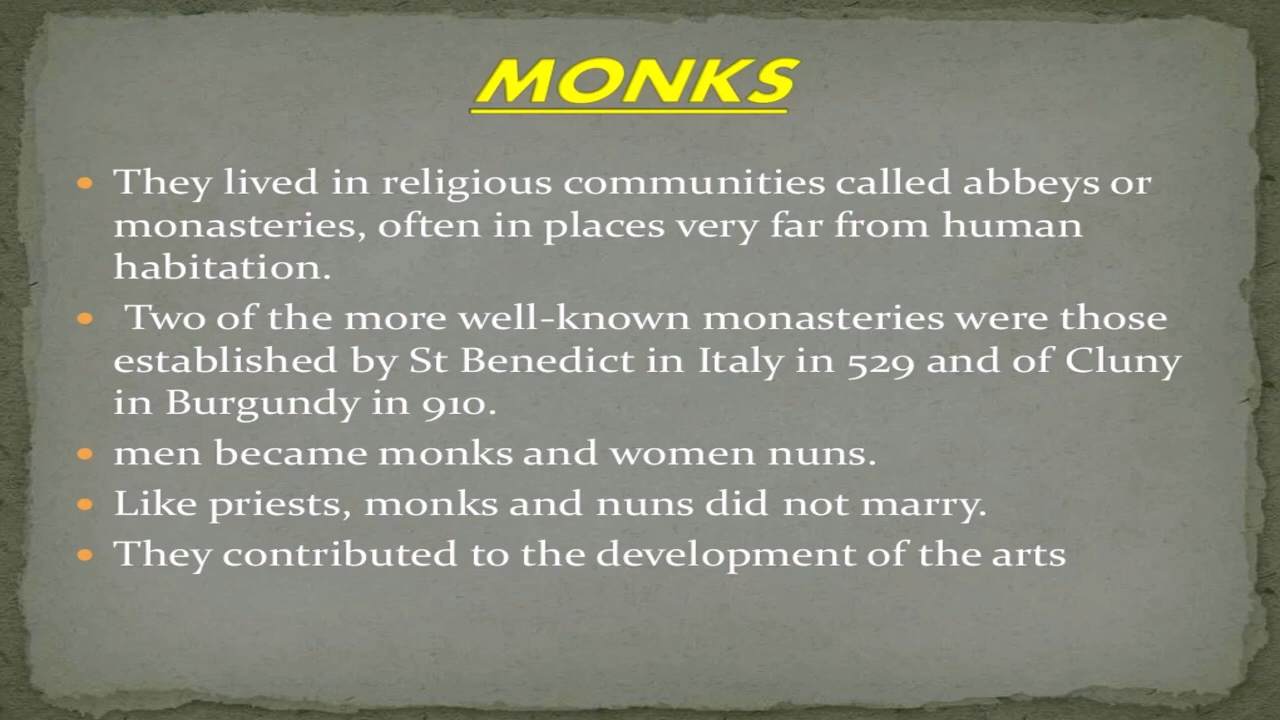 MONKS
• They lived in religious communities called abbeys or
monasteries, often in places very far from human
habitation.
• Two of the more well-known monasteries were those
established by St Benedict in Italy in 529 and of Cluny
in Burgundy in 910.
• men became monks and women nuns.
• Like priests, monks and nuns did not marry.
• They contributed to the development of the arts